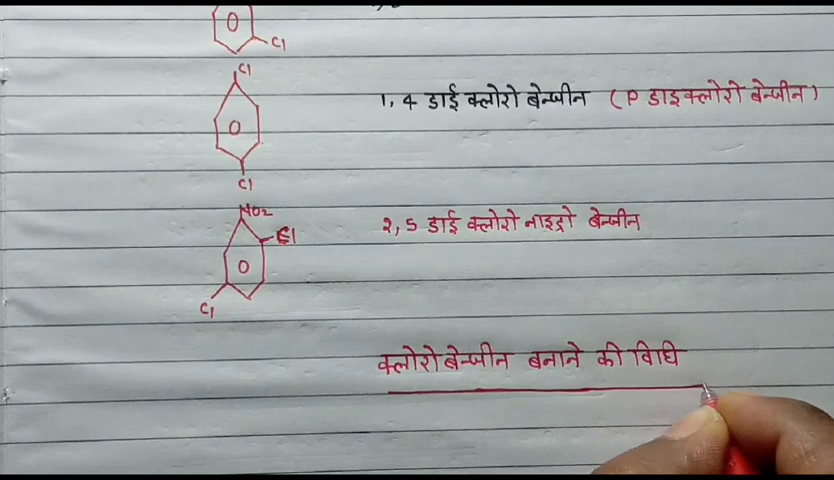 Cl
Cl
1, 4 डाई क्लोरो बेन्जीन (P डाइक्लोरो बेन्जीन)
Cl
NO2
2, 5 डाई क्लोरो नाइट्रो बेन्जीन
Cl
Cl
क्लोरो बेन्जीन बनाने की विधि